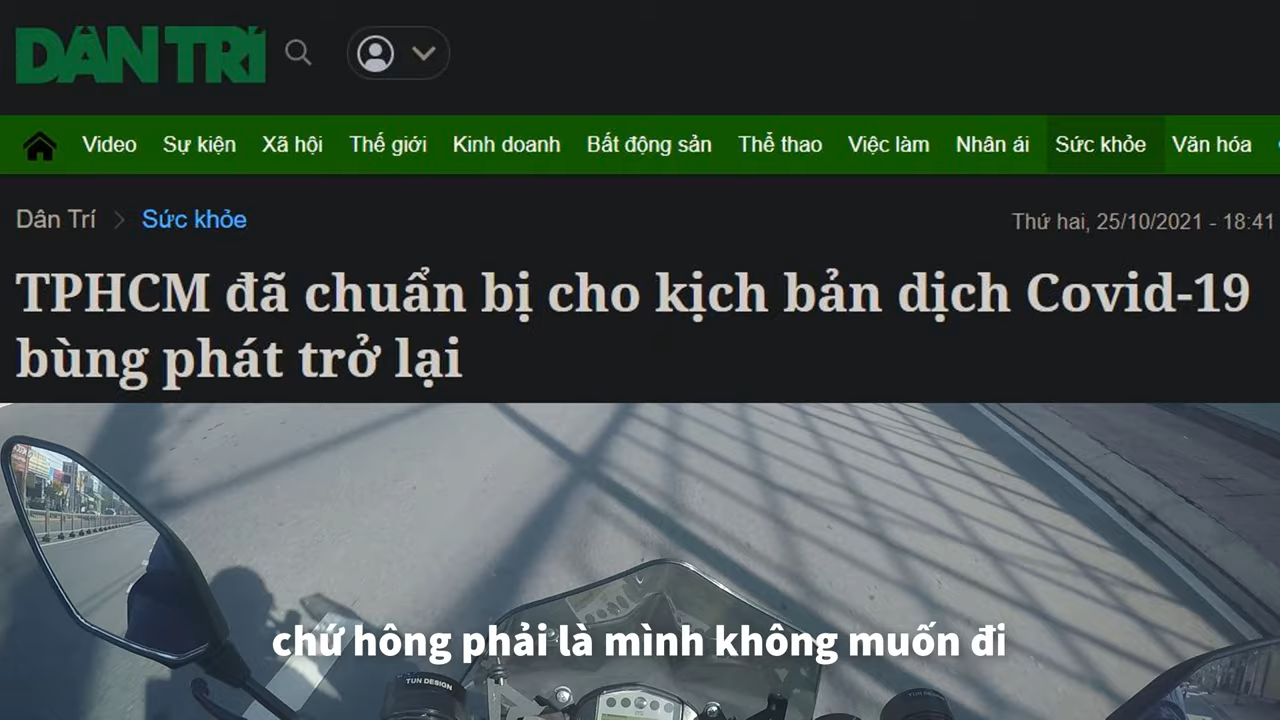 DÂN TRÍ
Video Sự kiện Xã hội Thế giới Kinh doanh Bất động sản Thể thao Việc làm Nhân ái Sức khỏe Văn hóa
Dân Trí > Sức khỏe
Thứ hai, 25/10/2021 - 18:41
TPHCM đã chuẩn bị cho kịch bản dịch Covid-19
bùng phát trở lại
chứ hông phải là mình không muốn đi
TUN DESIGN